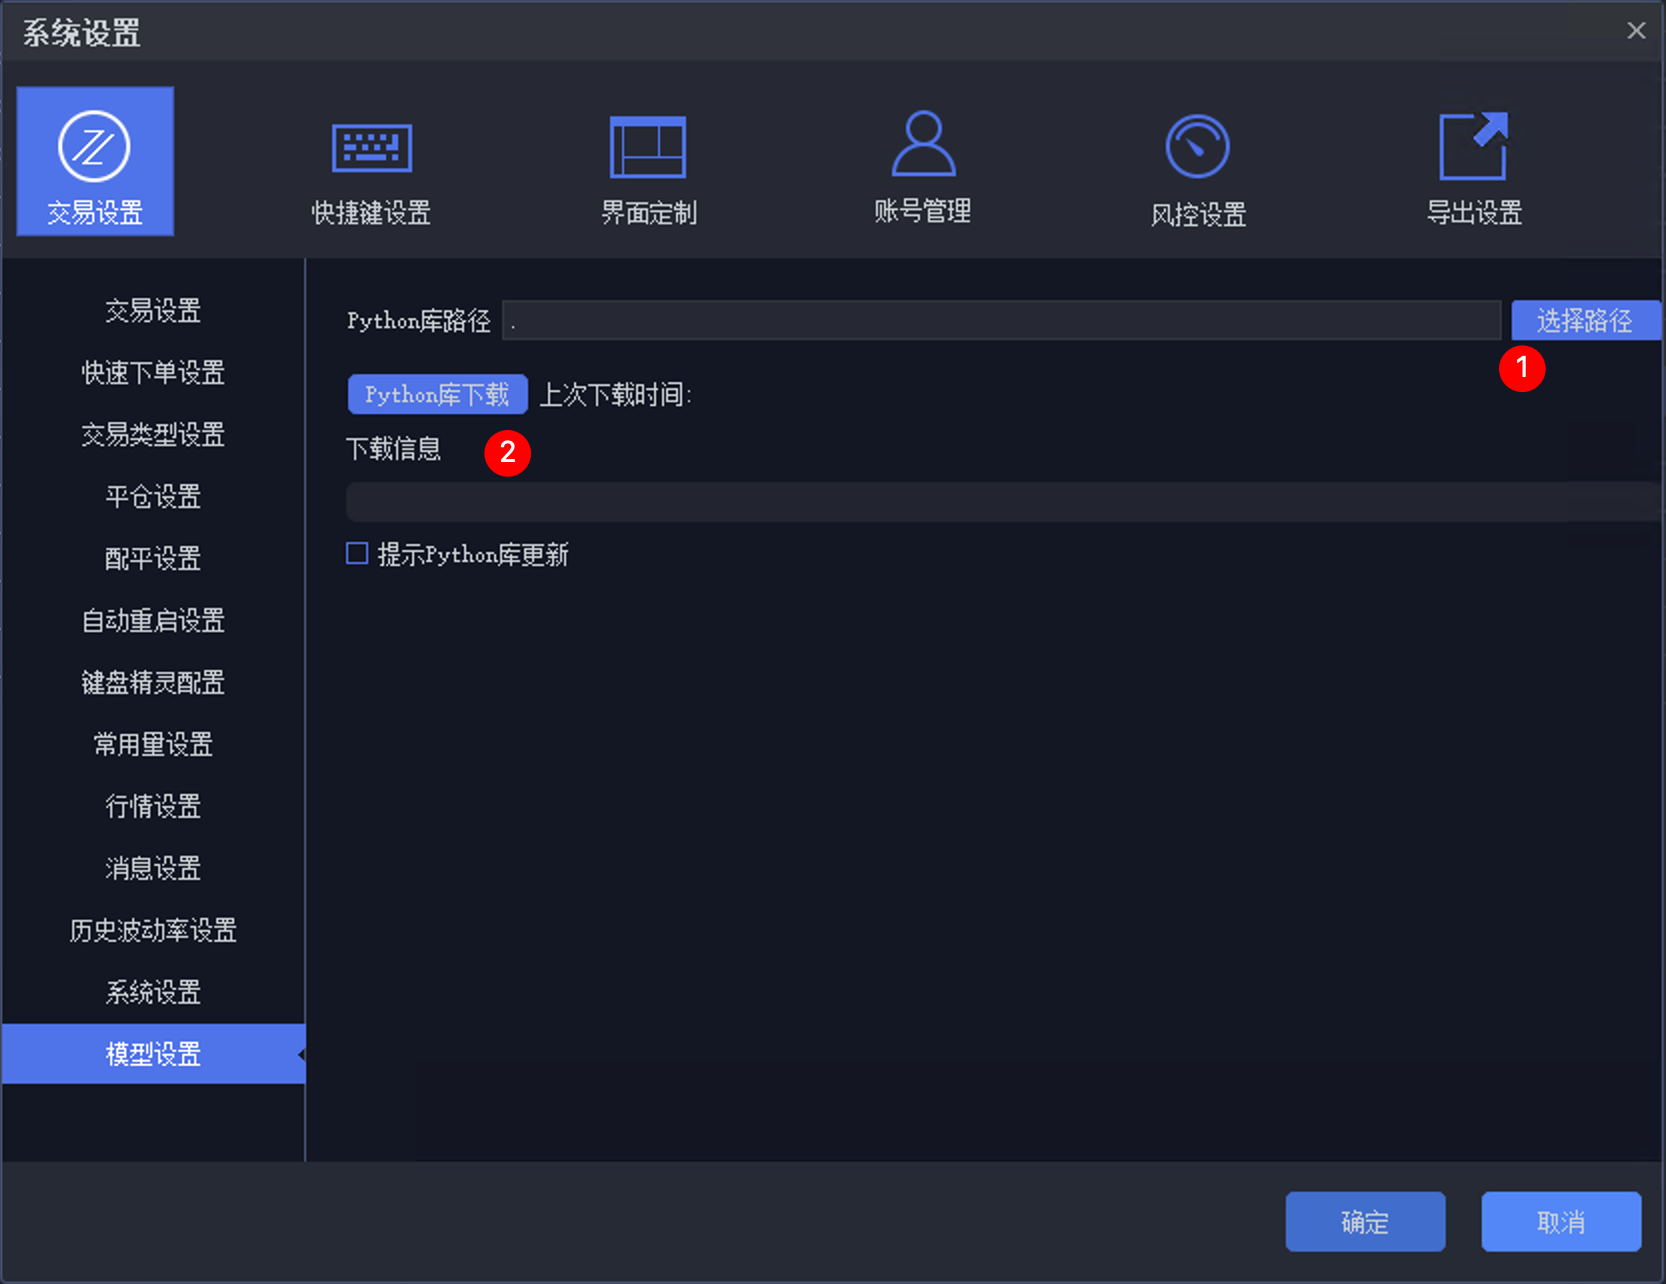 系统设置
交易设置
快捷键设置
界面定制
账号管理
风控设置
导出设置
交易设置
快速下单设置
交易类型设置
平仓设置
配平设置
自动重启设置
键盘精灵配置
常用量设置
行情设置
消息设置
历史波动率设置
系统设置
模型设置
Python库路径 . 选择路径
1
Python库下载 上次下载时间:
下载信息 2
提示Python库更新
确定 取消